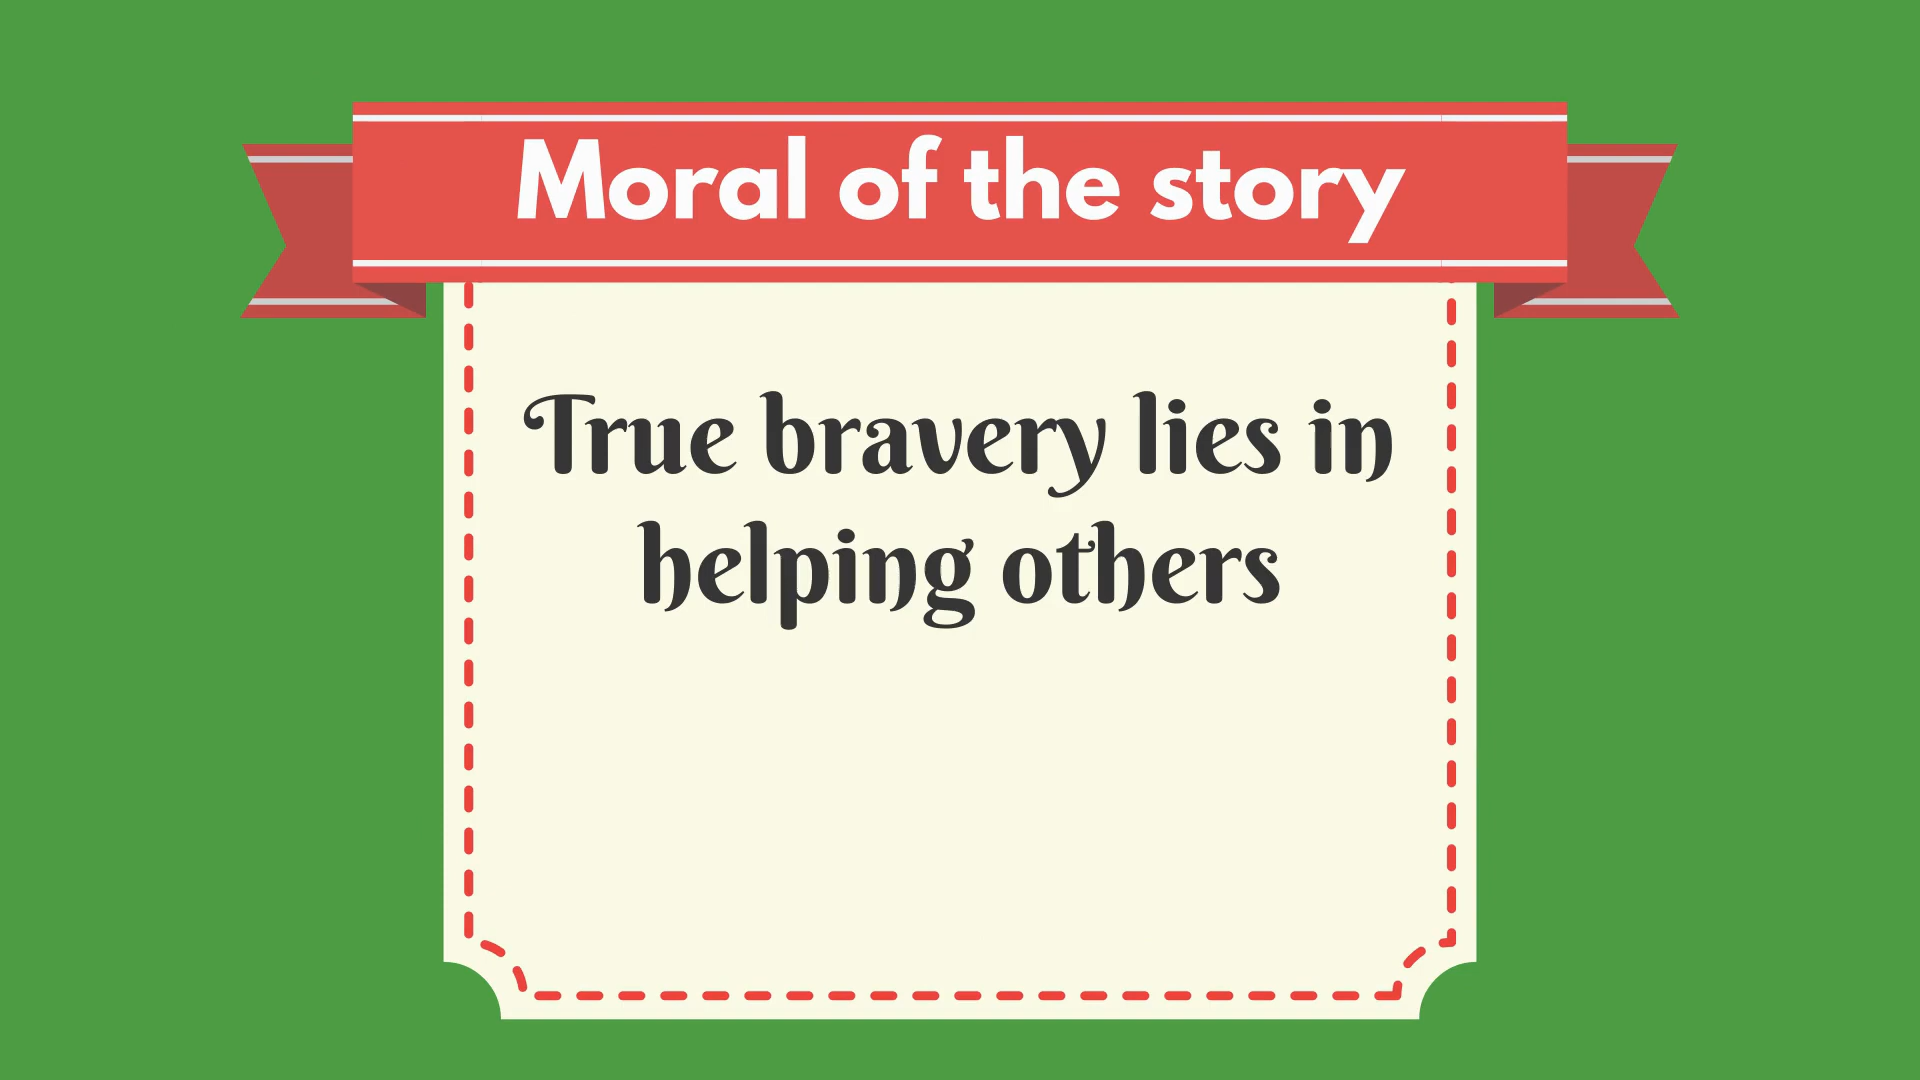 Moral of the story
True bravery lies in
helping others